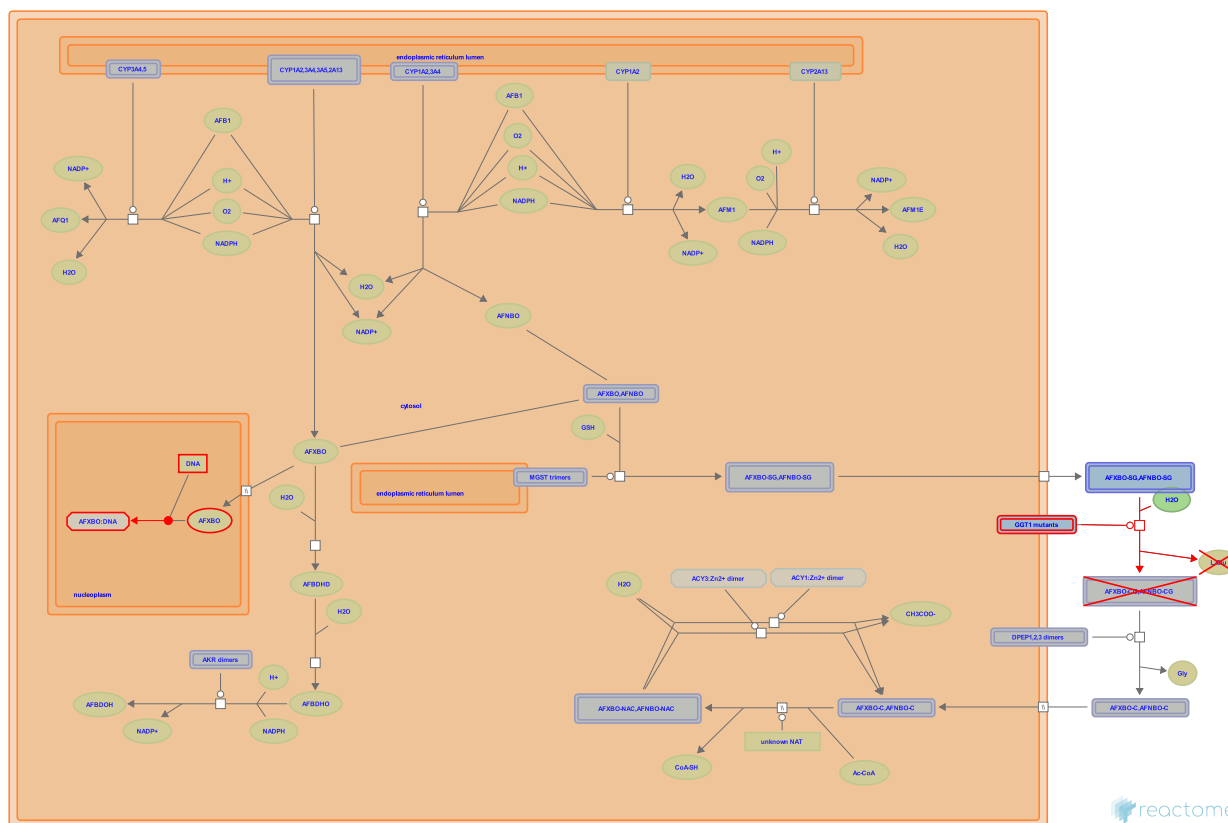 endoplasmic reticulum lumen
CYP3A4,5
CYP1A2,3A4,3A5,2A13
CYP1A2,3A4
CYP1A2
CYP2A13
AFB1
AFB1
O2
H+
NADPH
H+
O2
NADPH
NADP+
AFQ1
H2O
H2O
NADP+
AFNBO
H2O
AFM1
NADP+
H+
O2
NADPH
NADP+
AFM1E
H2O
AFXBO,AFNBO
cytosol
GSH
AFXBO
MGST trimers
endoplasmic reticulum lumen
AFXBO-SG,AFNBO-SG
AFXBO-SG,AFNBO-SG
H2O
GGT1 mutants
DNA
AFXBO:DNA
AFXBO
nucleoplasm
H2O
AFBDHD
H2O
AKR dimers
H+
AFBDOH
NADP+
NADPH
AFBDHO
H2O
ACY3:Zn2+ dimer
ACY1:Zn2+ dimer
CH3COO-
AFXBO-CG,AFNBO-CG
DPEP1,2,3 dimers
Gly
AFXBO-NAC,AFNBO-NAC
AFXBO-C,AFNBO-C
AFXBO-C,AFNBO-C
unknown NAT
CoA-SH
Ac-CoA
reactome